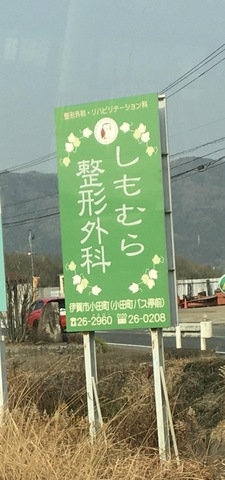 整形外科・リハビリテーション科
しもむら
整形外科
伊賀市小田町(小田町バス停前)
☎26-2960 26-0208